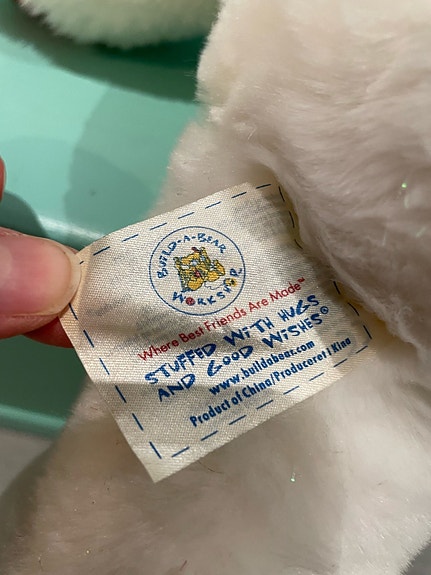 BUILD-A-BEAR
WORKSHOP
Where Best Friends Are Made™
STUFFED WITH HUGS
AND GOOD WISHES®
www.buildabear.com
Product of China/Produceret i Kina